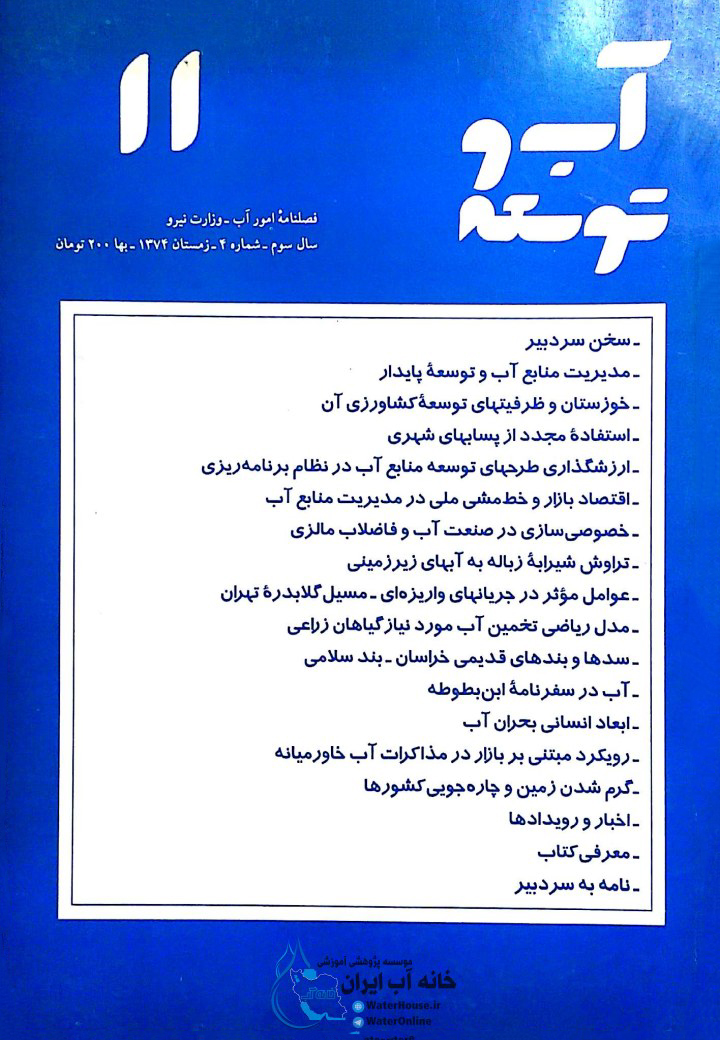 آب و
توسعه
۱۱
فصلنامهٔ امور آب ـ وزارت نیرو
سال سوم ـ شماره ۴ ـ زمستان ۱۳۷۴ ـ بها ۲۰۰ تومان
ـ سخن سردبیر
ـ مدیریت منابع آب و توسعهٔ پایدار
ـ خوزستان و ظرفیتهای توسعهٔ کشاورزی آن
ـ استفادهٔ مجدد از پسابهای شهری
ـ ارزشگذاری طرحهای توسعه منابع آب در نظام برنامه‌ریزی
ـ اقتصاد بازار و خط‌مشی ملی در مدیریت منابع آب
ـ خصوصی‌سازی در صنعت آب و فاضلاب مالزی
ـ تراوش شیرابهٔ زباله به آبهای زیرزمینی
ـ عوامل مؤثر در جریانهای واریزه‌ای ـ مسیل گلابدرهٔ تهران
ـ مدل ریاضی تخمین آب مورد نیاز گیاهان زراعی
ـ سدها و بندهای قدیمی خراسان ـ بند سلامی
ـ آب در سفرنامهٔ ابن‌بطوطه
ـ ابعاد انسانی بحران آب
ـ رویکرد مبتنی بر بازار در مذاکرات آب خاورمیانه
ـ گرم شدن زمین و چاره‌جویی کشورها
ـ اخبار و رویدادها
ـ معرفی کتاب
ـ نامه به سردبیر
موسسه پژوهشی آموزشی
خانه آب ایران
WaterHouse.ir
WaterOnline